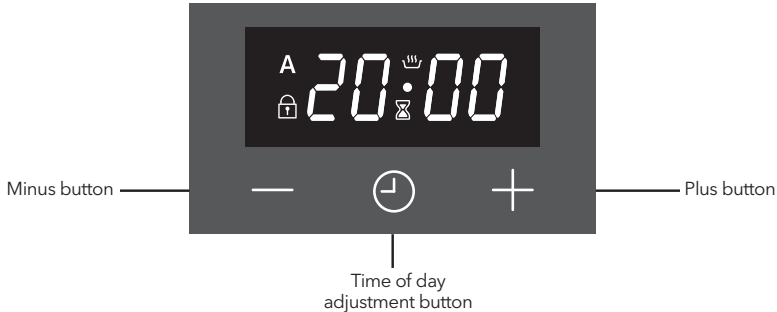 A
20:00
Minus button
Plus button
Time of day
adjustment button